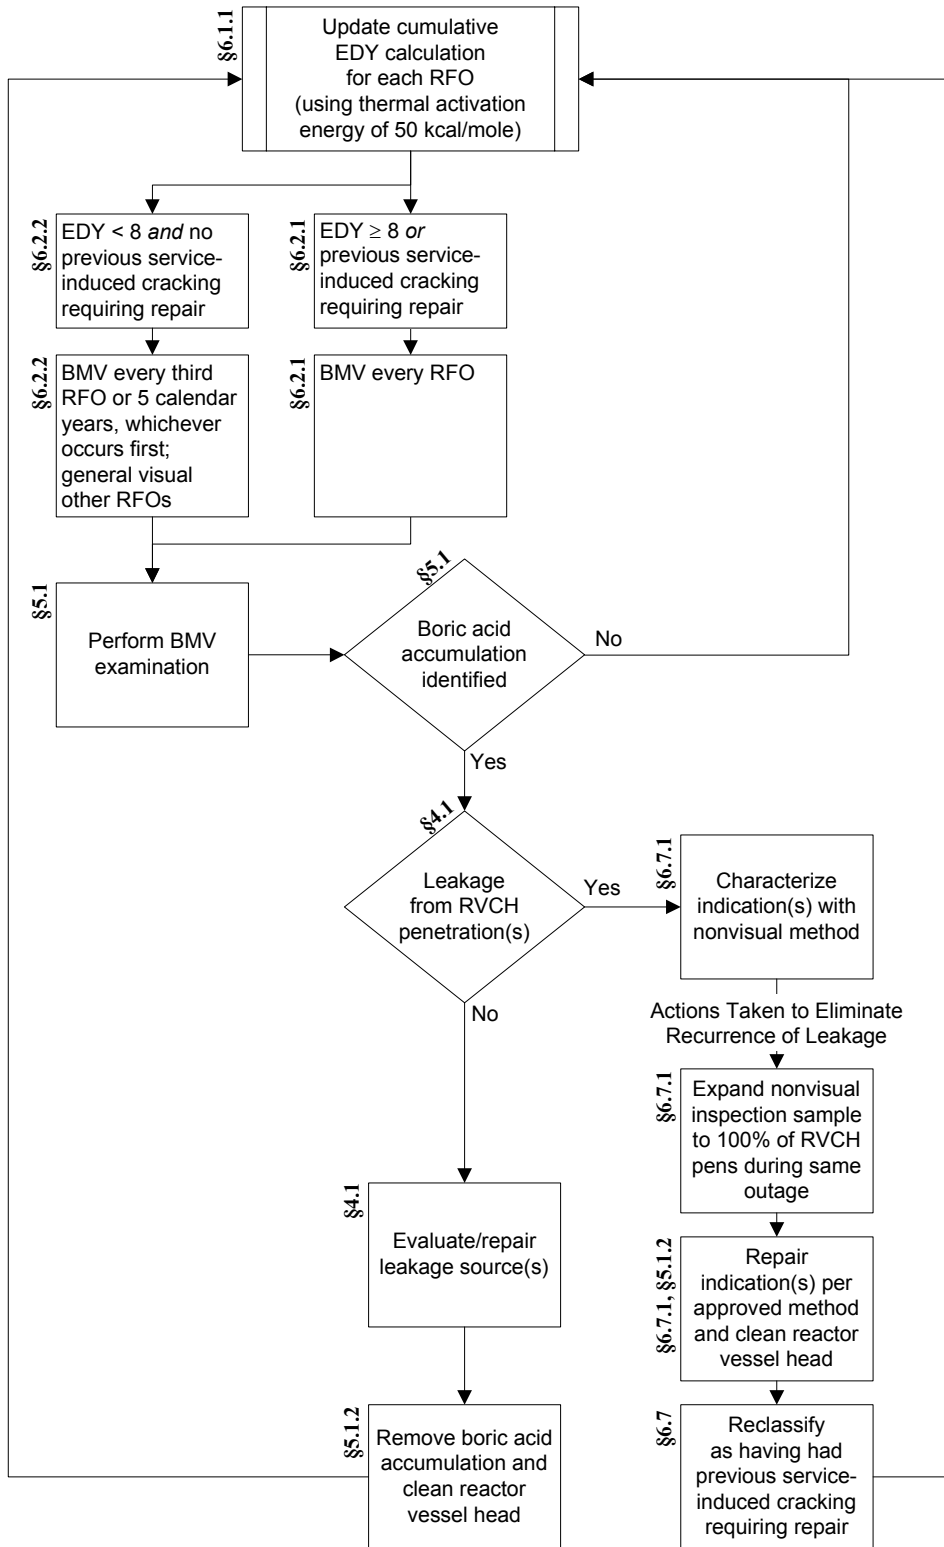 §6.1.1
Update cumulative
EDY calculation
for each RFO
(using thermal activation
energy of 50 kcal/mole)
§6.2.2
EDY < 8 and no
previous service-
induced cracking
requiring repair
§6.2.1
EDY ≥ 8 or
previous service-
induced cracking
requiring repair
§6.2.2
BMV every third
RFO or 5 calendar
years, whichever
occurs first;
general visual
other RFOs
§6.2.1
BMV every RFO
§5.1
Perform BMV
examination
§5.1
Boric acid
accumulation
identified
No
Yes
§4.1
Leakage
from RVCH
penetration(s)
Yes
No
§6.7.1
Characterize
indication(s) with
nonvisual method
Actions Taken to Eliminate
Recurrence of Leakage
§6.7.1
Expand nonvisual
inspection sample
to 100% of RVCH
pens during same
outage
§4.1
Evaluate/repair
leakage source(s)
§6.7.1, §5.1.2
Repair
indication(s) per
approved method
and clean reactor
vessel head
§5.1.2
Remove boric acid
accumulation and
clean reactor
vessel head
§6.7
Reclassify
as having had
previous service-
induced cracking
requiring repair